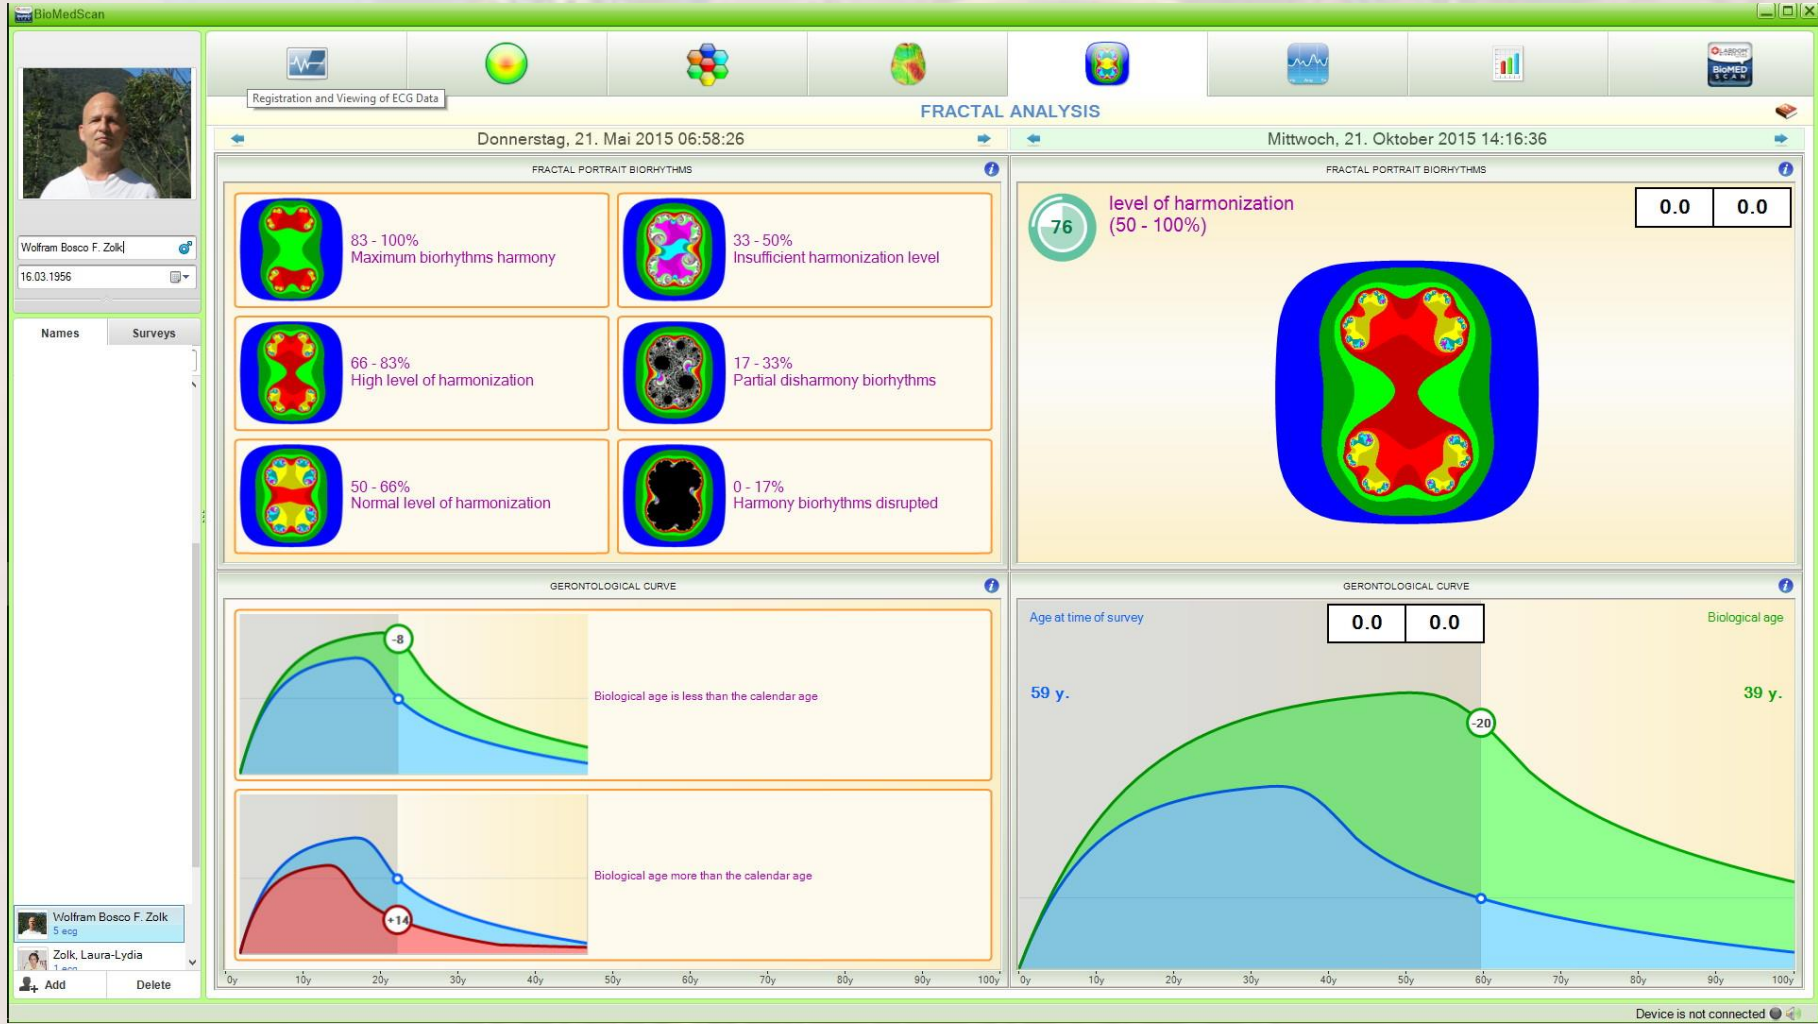 BioMedScan
LABDOM
BioMED
SCAN
Registration and Viewing of ECG Data
FRACTAL ANALYSIS
Donnerstag, 21. Mai 2015 06:58:26
Mittwoch, 21. Oktober 2015 14:16:36
Wolfram Bosco F. Zolk
16.03.1956
Names
Surveys
Wolfram Bosco F. Zolk
5 ecg
Zolk, Laura-Lydia
1 ecg
Add
Delete
FRACTAL PORTRAIT BIORHYTHMS
83 - 100%
Maximum biorhythms harmony
33 - 50%
Insufficient harmonization level
66 - 83%
High level of harmonization
17 - 33%
Partial disharmony biorhythms
50 - 66%
Normal level of harmonization
0 - 17%
Harmony biorhythms disrupted
FRACTAL PORTRAIT BIORHYTHMS
76
level of harmonization
(50 - 100%)
0.0 0.0
GERONTOLOGICAL CURVE
-8
Biological age is less than the calendar age
+14
Biological age more than the calendar age
0y 10y 20y 30y 40y 50y 60y 70y 80y 90y 100y
GERONTOLOGICAL CURVE
Age at time of survey
0.0 0.0
Biological age
59 y.
39 y.
-20
0y 10y 20y 30y 40y 50y 60y 70y 80y 90y 100y
Device is not connected